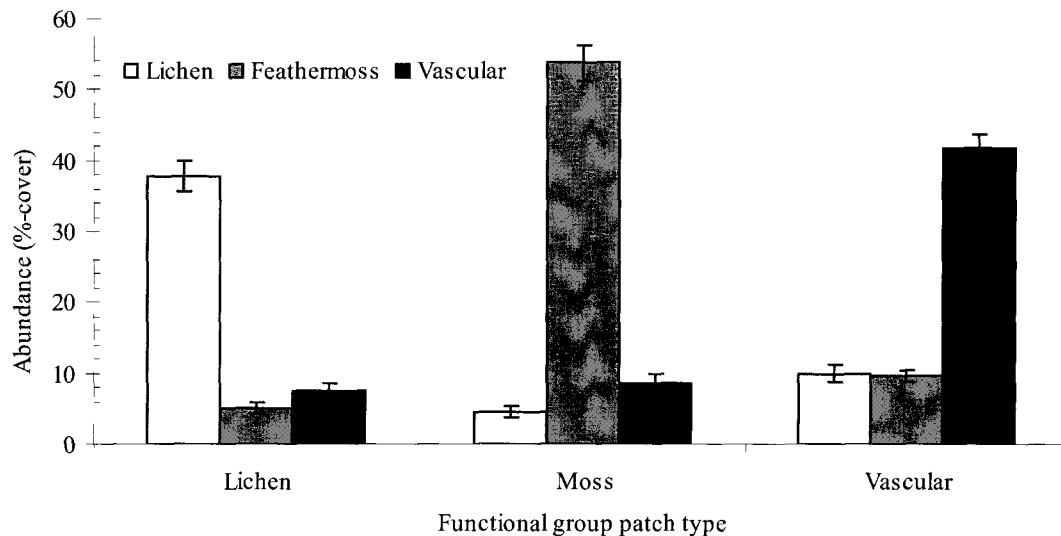 60
50
40
30
20
10
0
Abundance (%-cover)
Lichen Feathermoss Vascular
Lichen Moss Vascular
Functional group patch type